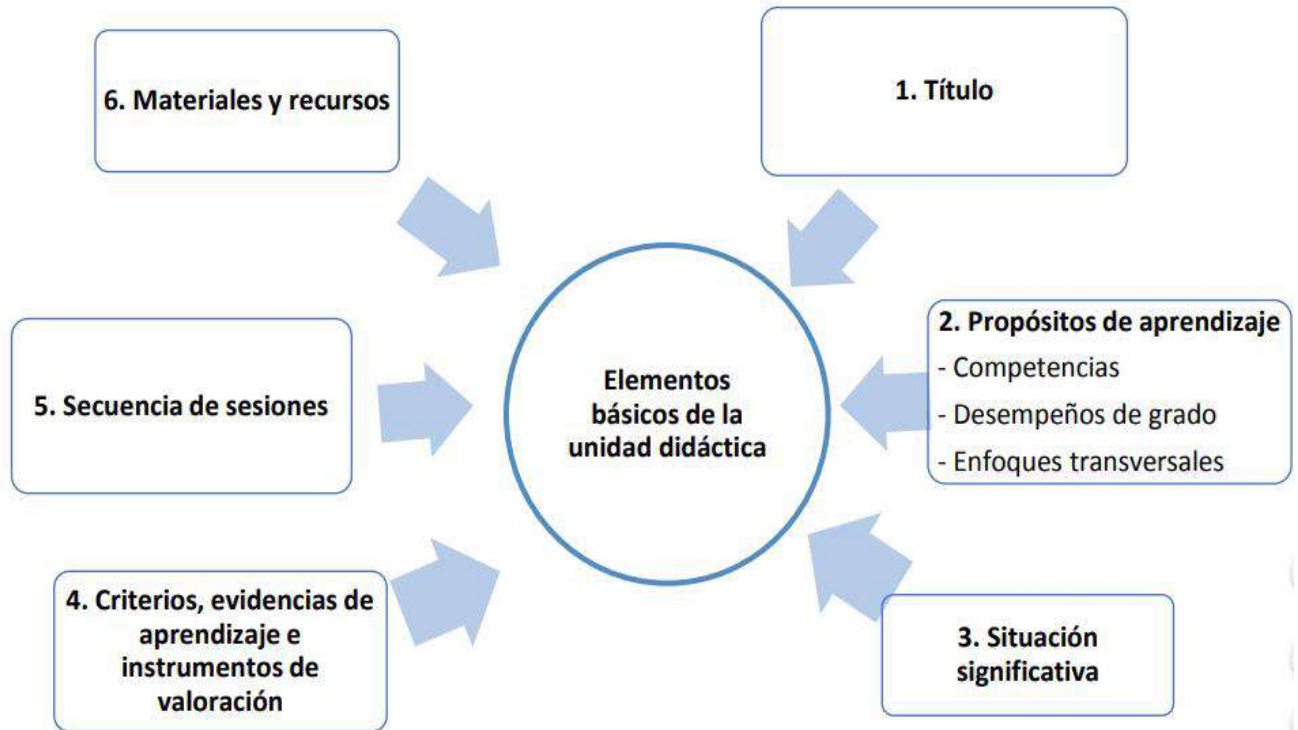 1. Título
2. Propósitos de aprendizaje
- Competencias
- Desempeños de grado
- Enfoques transversales
3. Situación
significativa
4. Criterios, evidencias de
aprendizaje e
instrumentos de
valoración
5. Secuencia de sesiones
6. Materiales y recursos
Elementos
básicos de la
unidad didáctica